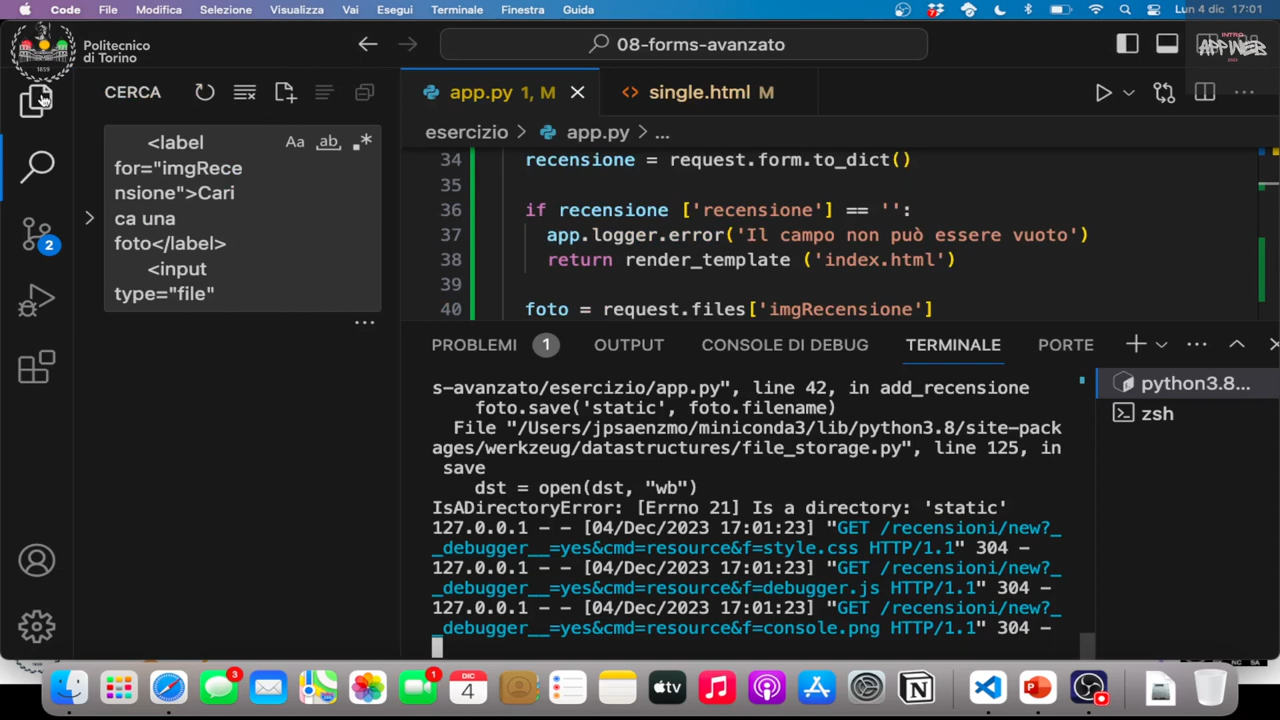 Code File Modifica Selezione Visualizza Vai Esegui Terminale Finestra Guida Lun 4 dic 17:01
Politecnico
di Torino
1859
08-forms-avanzato
INTRO
APPWEB
2023
CERCA
app.py 1, M
single.html M
<label
for="imgRece
nsione">Cari
ca una
foto</label>
<input
type="file"
Aa ab
esercizio > app.py > ...
34 recensione = request.form.to_dict()
35
36 if recensione ['recensione'] == '':
37 app.logger.error('Il campo non può essere vuoto')
38 return render_template ('index.html')
39
40 foto = request.files['imgRecensione']
2
PROBLEMI 1 OUTPUT CONSOLE DI DEBUG TERMINALE PORTE
s-avanzato/esercizio/app.py", line 42, in add_recensione
foto.save('static', foto.filename)
File "/Users/jpsaenzmo/miniconda3/lib/python3.8/site-pack
ages/werkzeug/datastructures/file_storage.py", line 125, in
save
dst = open(dst, "wb")
IsADirectoryError: [Errno 21] Is a directory: 'static'
127.0.0.1 - - [04/Dec/2023 17:01:23] "GET /recensioni/new?_
_debugger__=yes&cmd=resource&f=style.css HTTP/1.1" 304 -
127.0.0.1 - - [04/Dec/2023 17:01:23] "GET /recensioni/new?_
_debugger__=yes&cmd=resource&f=debugger.js HTTP/1.1" 304 -
127.0.0.1 - - [04/Dec/2023 17:01:23] "GET /recensioni/new?_
_debugger__=yes&cmd=resource&f=console.png HTTP/1.1" 304 -
python3.8...
zsh
3
1
DIC
4
tv